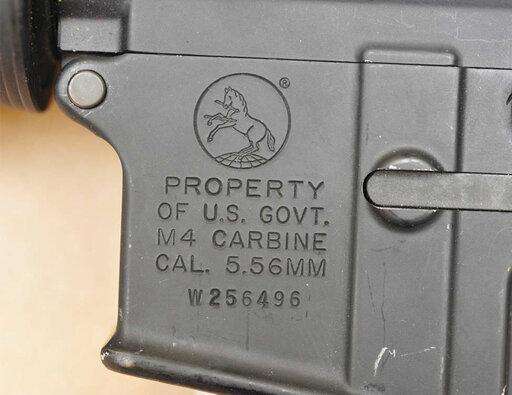 ®
PROPERTY
OF U.S. GOVT.
M4 CARBINE
CAL. 5.56MM
W256496